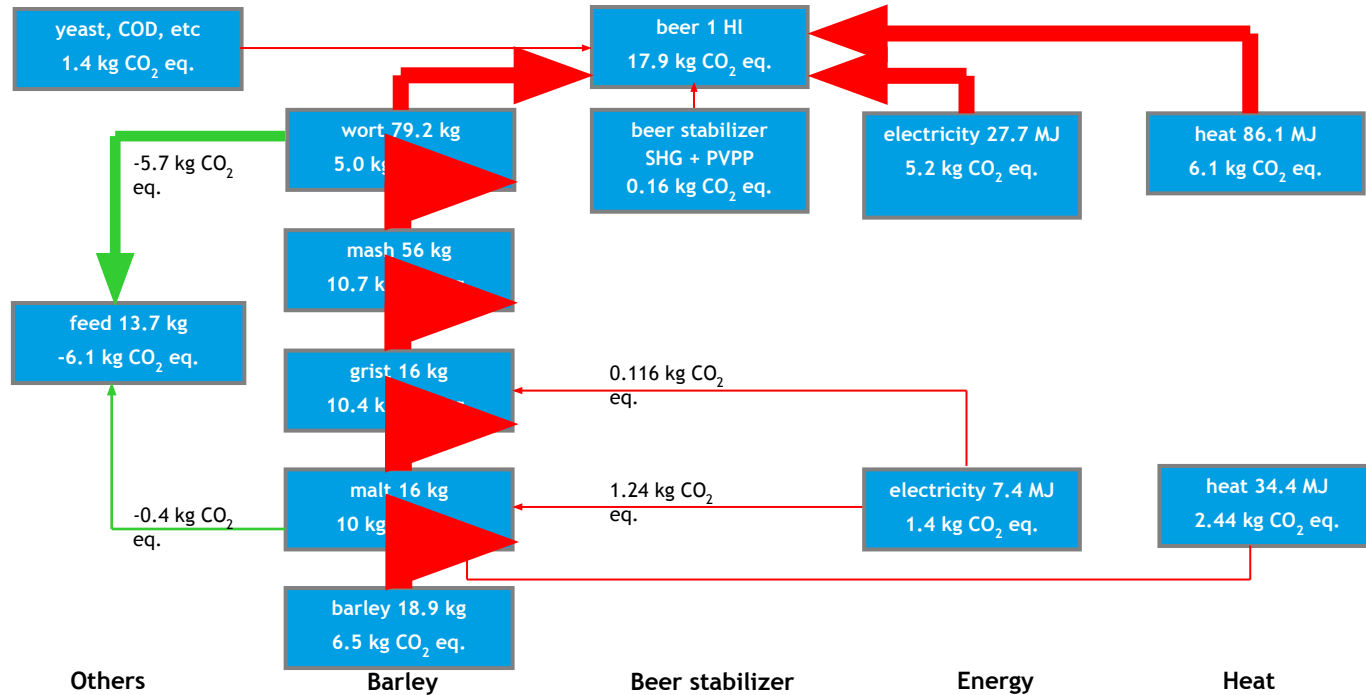 yeast, COD, etc
1.4 kg CO₂ eq.
beer 1 Hl
17.9 kg CO₂ eq.
wort 79.2 kg
5.0 kg
beer stabilizer
SHG + PVPP
0.16 kg CO₂ eq.
electricity 27.7 MJ
5.2 kg CO₂ eq.
heat 86.1 MJ
6.1 kg CO₂ eq.
-5.7 kg CO₂
eq.
mash 56 kg
10.7
feed 13.7 kg
-6.1 kg CO₂ eq.
grist 16 kg
10.4
0.116 kg CO₂
eq.
malt 16 kg
10 kg
1.24 kg CO₂
eq.
electricity 7.4 MJ
1.4 kg CO₂ eq.
heat 34.4 MJ
2.44 kg CO₂ eq.
-0.4 kg CO₂
eq.
barley 18.9 kg
6.5 kg CO₂ eq.
Others
Barley
Beer stabilizer
Energy
Heat